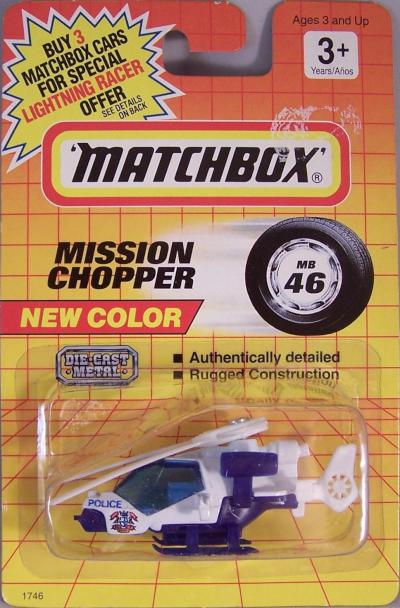 BUY 3
MATCHBOX CARS
FOR SPECIAL
LIGHTNING RACER
OFFER
SEE DETAILS
ON BACK
Ages 3 and Up
3+
Years/Años
'MATCHBOX'®
MISSION
CHOPPER
MB
46
NEW COLOR
DIE-CAST
METAL
■ Authentically detailed
■ Rugged Construction
POLICE
1746